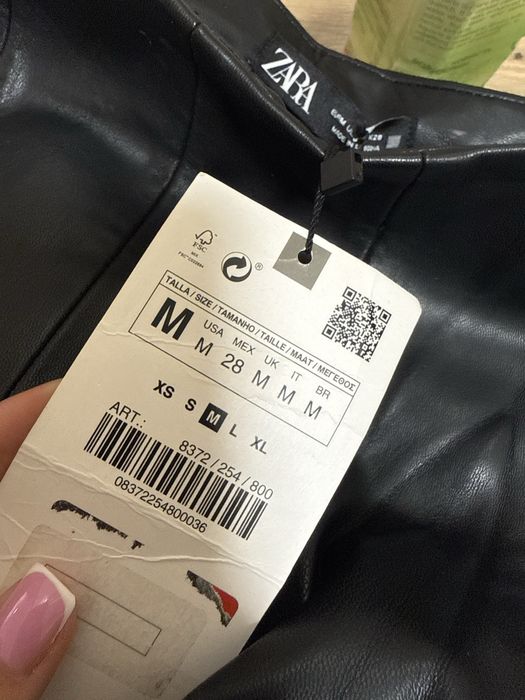 ZARA
FSC
MIX
®
TALLA / SIZE / TAMANHO / TAILLE / MAAT / ΜΕΓΕΘΟΣ
M
USA MEX UK IT BR
M 28 M M M
XS S M L XL
ART.: 8372 / 254 / 800
08372254800036